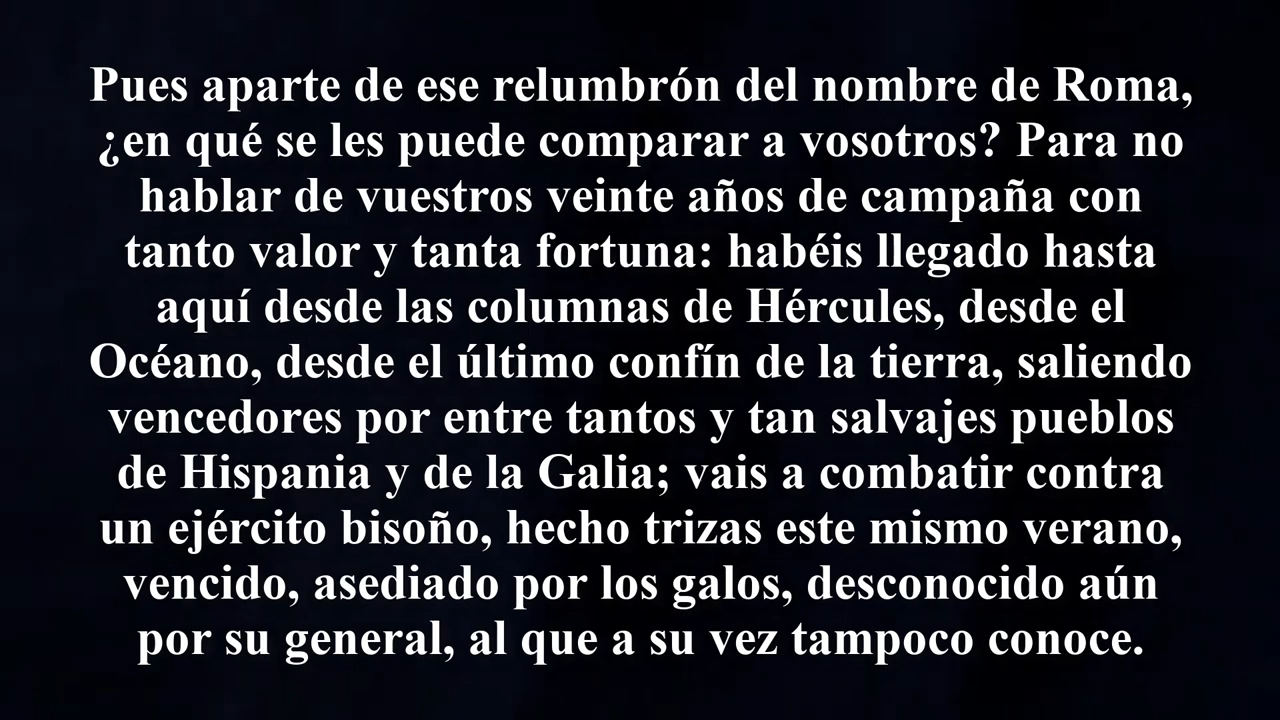 Pues aparte de ese relumbrón del nombre de Roma,
¿en qué se les puede comparar a vosotros? Para no
hablar de vuestros veinte años de campaña con
tanto valor y tanta fortuna: habéis llegado hasta
aquí desde las columnas de Hércules, desde el
Océano, desde el último confín de la tierra, saliendo
vencedores por entre tantos y tan salvajes pueblos
de Hispania y de la Galia; vais a combatir contra
un ejército bisoño, hecho trizas este mismo verano,
vencido, asediado por los galos, desconocido aún
por su general, al que a su vez tampoco conoce.